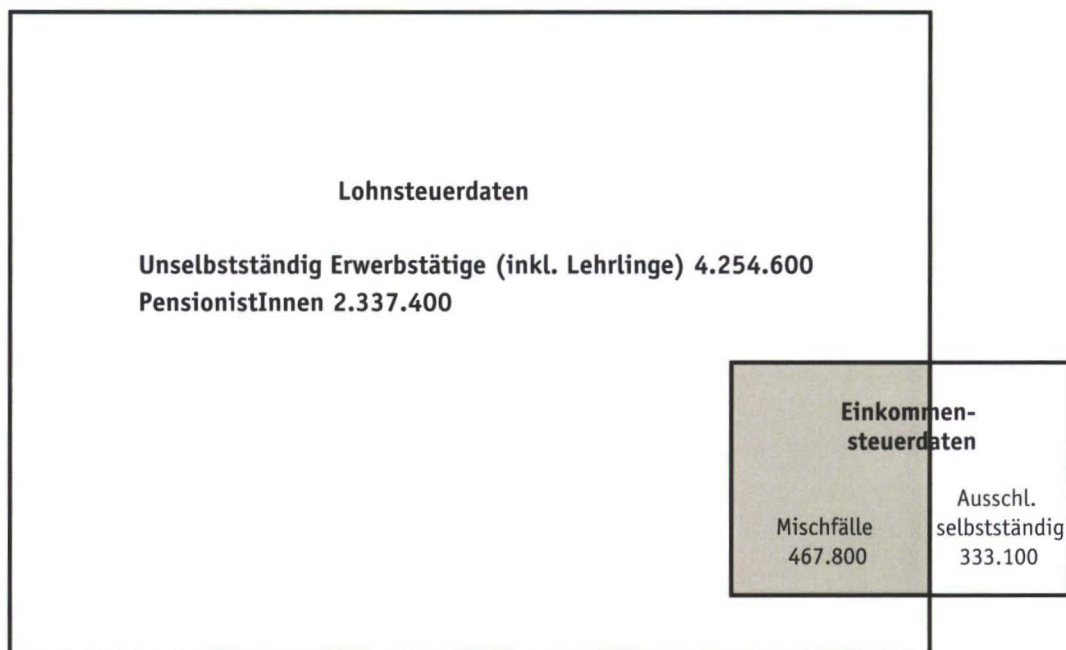 Lohnsteuerdaten
Unselbstständig Erwerbstätige (inkl. Lehrlinge) 4.254.600
PensionistInnen 2.337.400
Einkommen-
steuerdaten
Mischfälle
467.800
Ausschl.
selbstständig
333.100